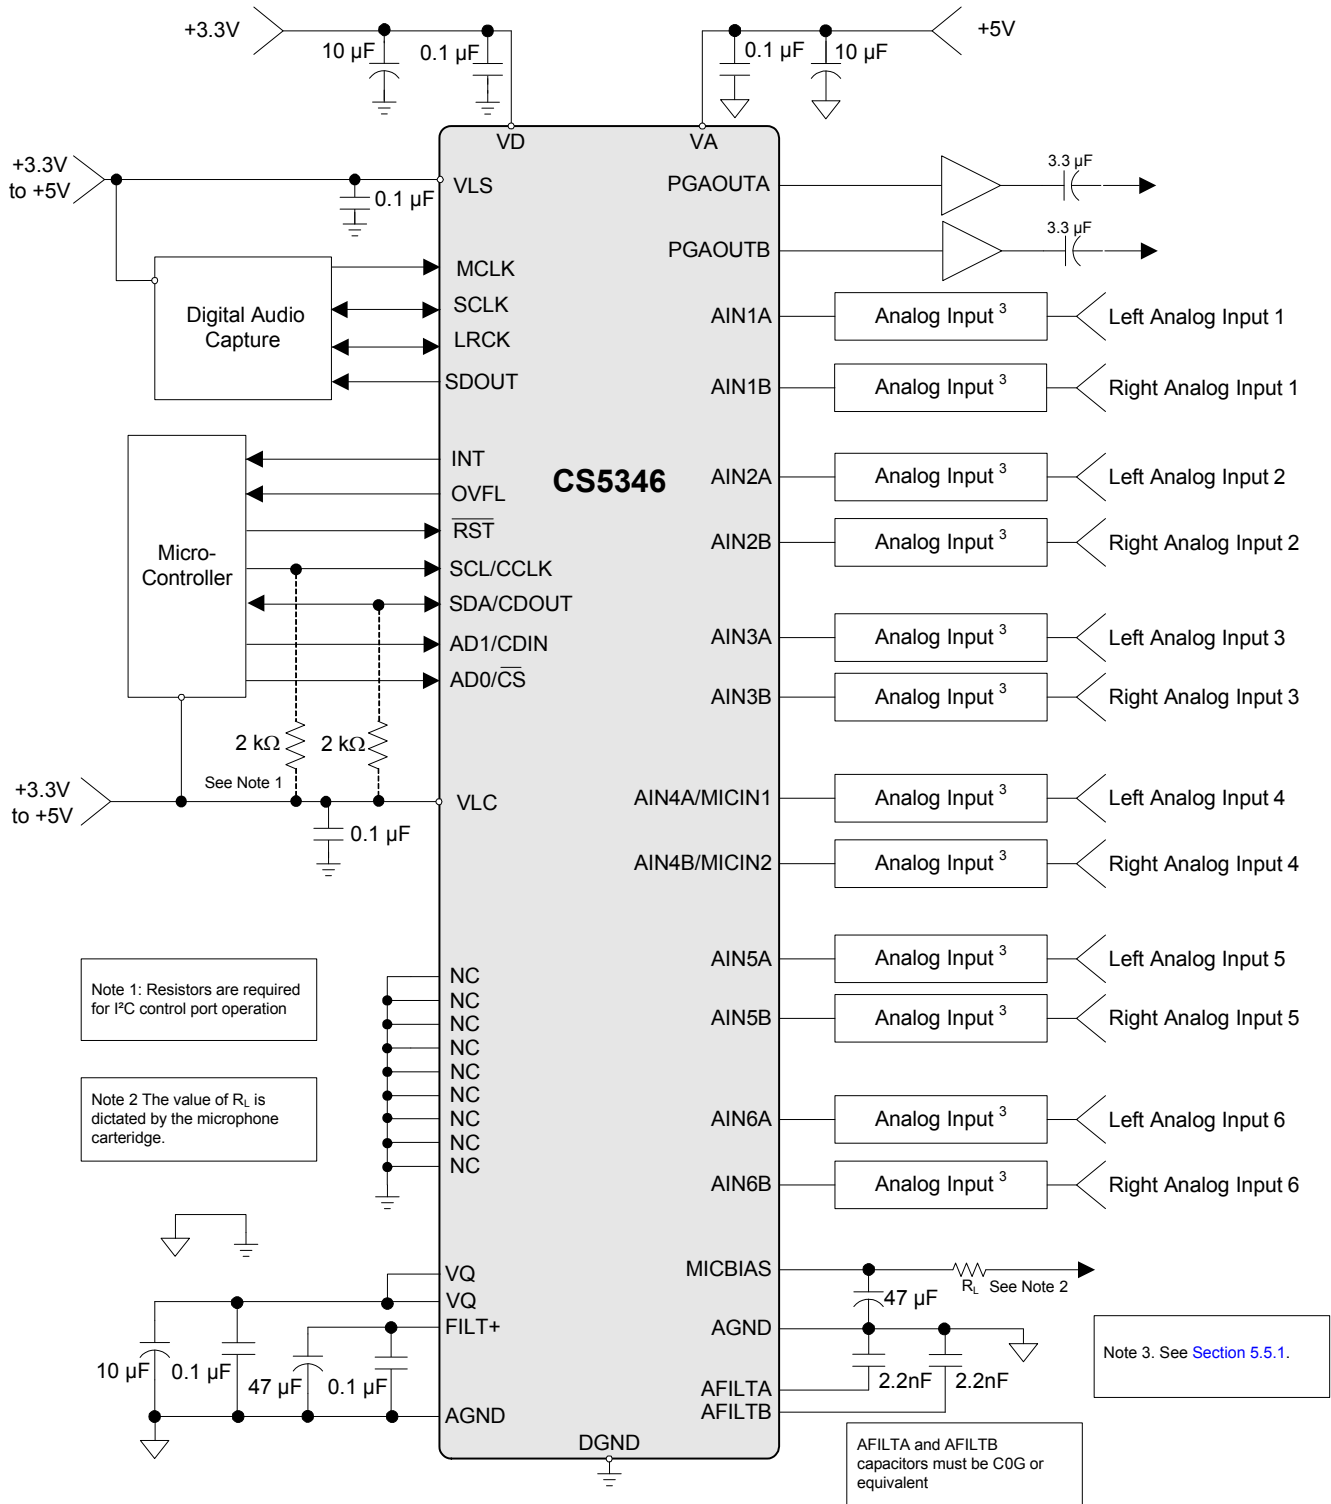 +3.3V
10 µF
0.1 µF
0.1 µF
10 µF
+5V
VD
VA
+3.3V
to +5V
0.1 µF
VLS
PGAOUTA
3.3 µF
PGAOUTB
3.3 µF
Digital Audio
Capture
MCLK
SCLK
LRCK
SDOUT
AIN1A
Analog Input 3
Left Analog Input 1
AIN1B
Analog Input 3
Right Analog Input 1
Micro-
Controller
INT
OVFL
RST
SCL/CCLK
SDA/CDOUT
AD1/CDIN
AD0/CS
CS5346
AIN2A
Analog Input 3
Left Analog Input 2
AIN2B
Analog Input 3
Right Analog Input 2
AIN3A
Analog Input 3
Left Analog Input 3
AIN3B
Analog Input 3
Right Analog Input 3
2 kΩ
2 kΩ
See Note 1
+3.3V
to +5V
VLC
0.1 µF
AIN4A/MICIN1
Analog Input 3
Left Analog Input 4
AIN4B/MICIN2
Analog Input 3
Right Analog Input 4
AIN5A
Analog Input 3
Left Analog Input 5
AIN5B
Analog Input 3
Right Analog Input 5
Note 1: Resistors are required
for I²C control port operation
NC
NC
NC
NC
NC
NC
NC
NC
NC
Note 2 The value of RL is
dictated by the microphone
carteridge.
AIN6A
Analog Input 3
Left Analog Input 6
AIN6B
Analog Input 3
Right Analog Input 6
VQ
VQ
FILT+
10 µF
0.1 µF
47 µF
0.1 µF
AGND
MICBIAS
RL
See Note 2
47 µF
AGND
2.2nF
2.2nF
AFILTA
AFILTB
Note 3. See Section 5.5.1.
DGND
AFILTA and AFILTB
capacitors must be C0G or
equivalent